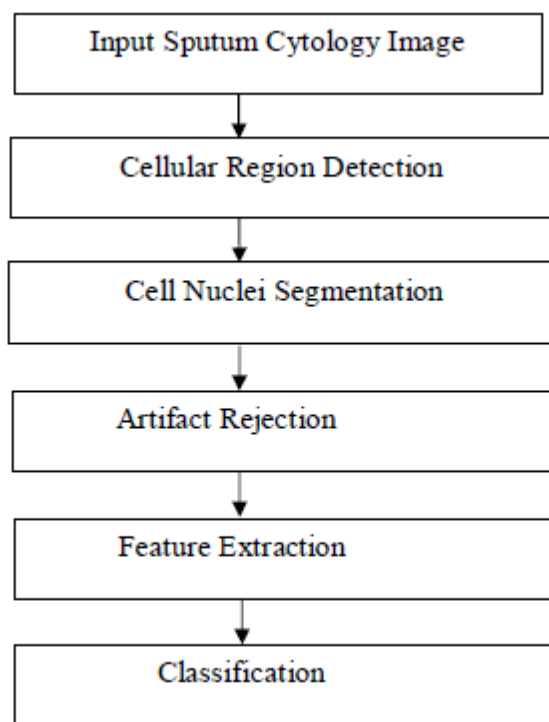 Input Sputum Cytology Image
Cellular Region Detection
Cell Nuclei Segmentation
Artifact Rejection
Feature Extraction
Classification